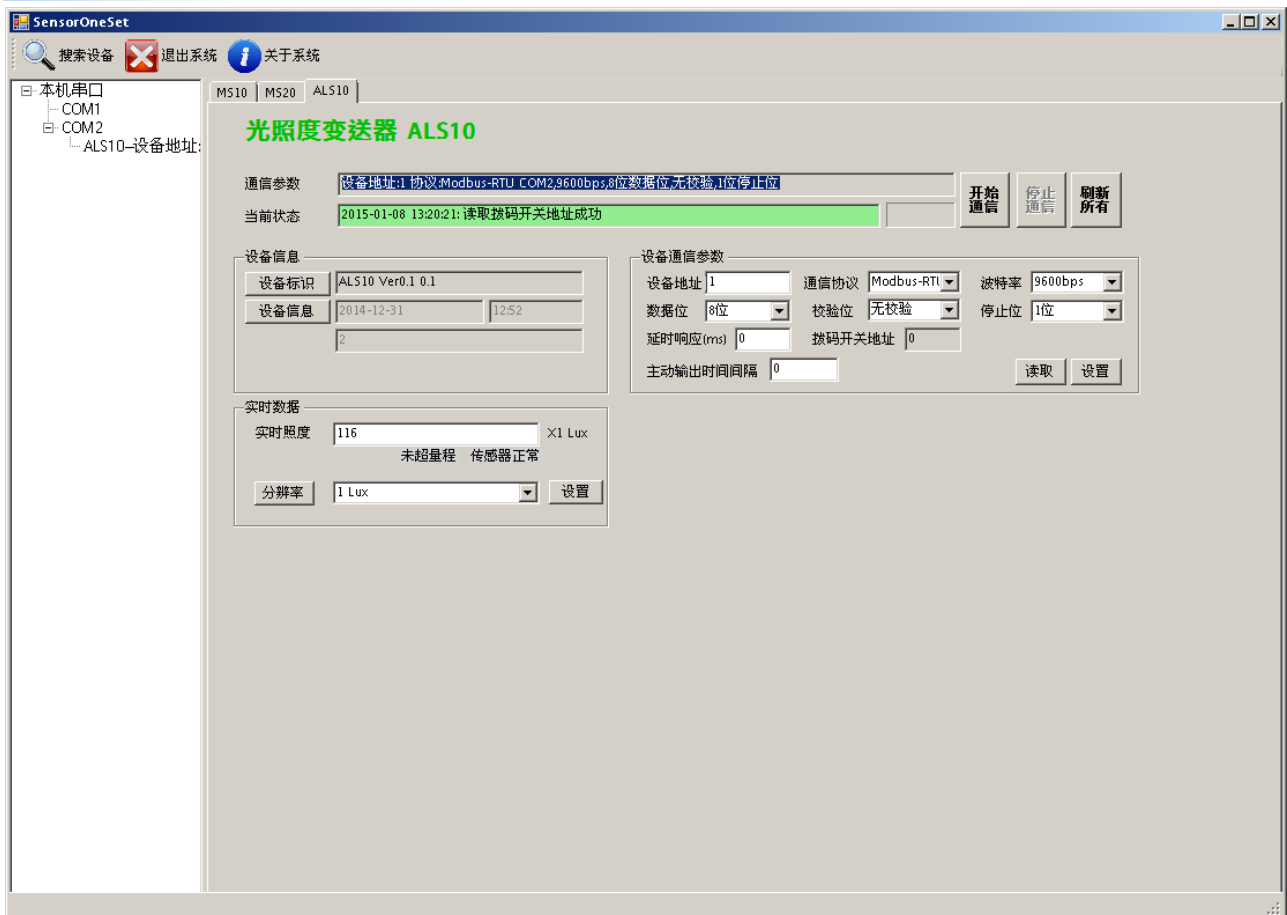 SensorOneSet
搜索设备 退出系统 关于系统
本机串口
COM1
COM2
ALS10--设备地址:
MS10 MS20 ALS10
光照度变送器 ALS10
通信参数 设备地址:1 协议:Modbus-RTU COM2,9600bps,8位数据位,无校验,1位停止位
当前状态 2015-01-08 13:20:21: 读取拨码开关地址成功
开始通信 停止通信 刷新所有
设备信息
设备标识 ALS10 Ver0.1 0.1
设备信息 2014-12-31 12:52
2
设备通信参数
设备地址 1 通信协议 Modbus-RTU 波特率 9600bps
数据位 8位 校验位 无校验 停止位 1位
延时响应(ms) 0 拨码开关地址 0
主动输出时间间隔 0 读取 设置
实时数据
实时照度 116 X1 Lux
未超量程 传感器正常
分辨率 1 Lux 设置